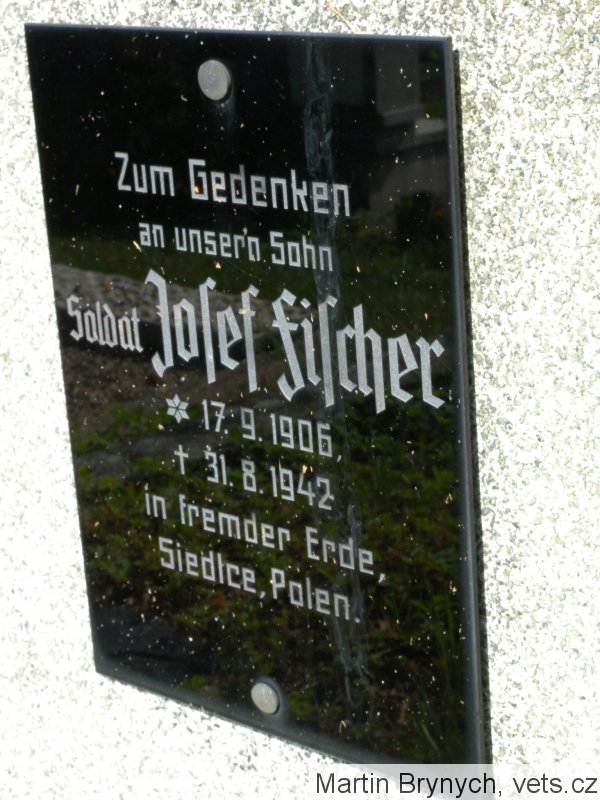 Zum Gedenken
an unser'n Sohn
Soldat Josef Fischer
* 17. 9. 1906,
† 31. 8. 1942
in fremder Erde,
Siedlce, Polen.
Martin Brynych, vets.cz